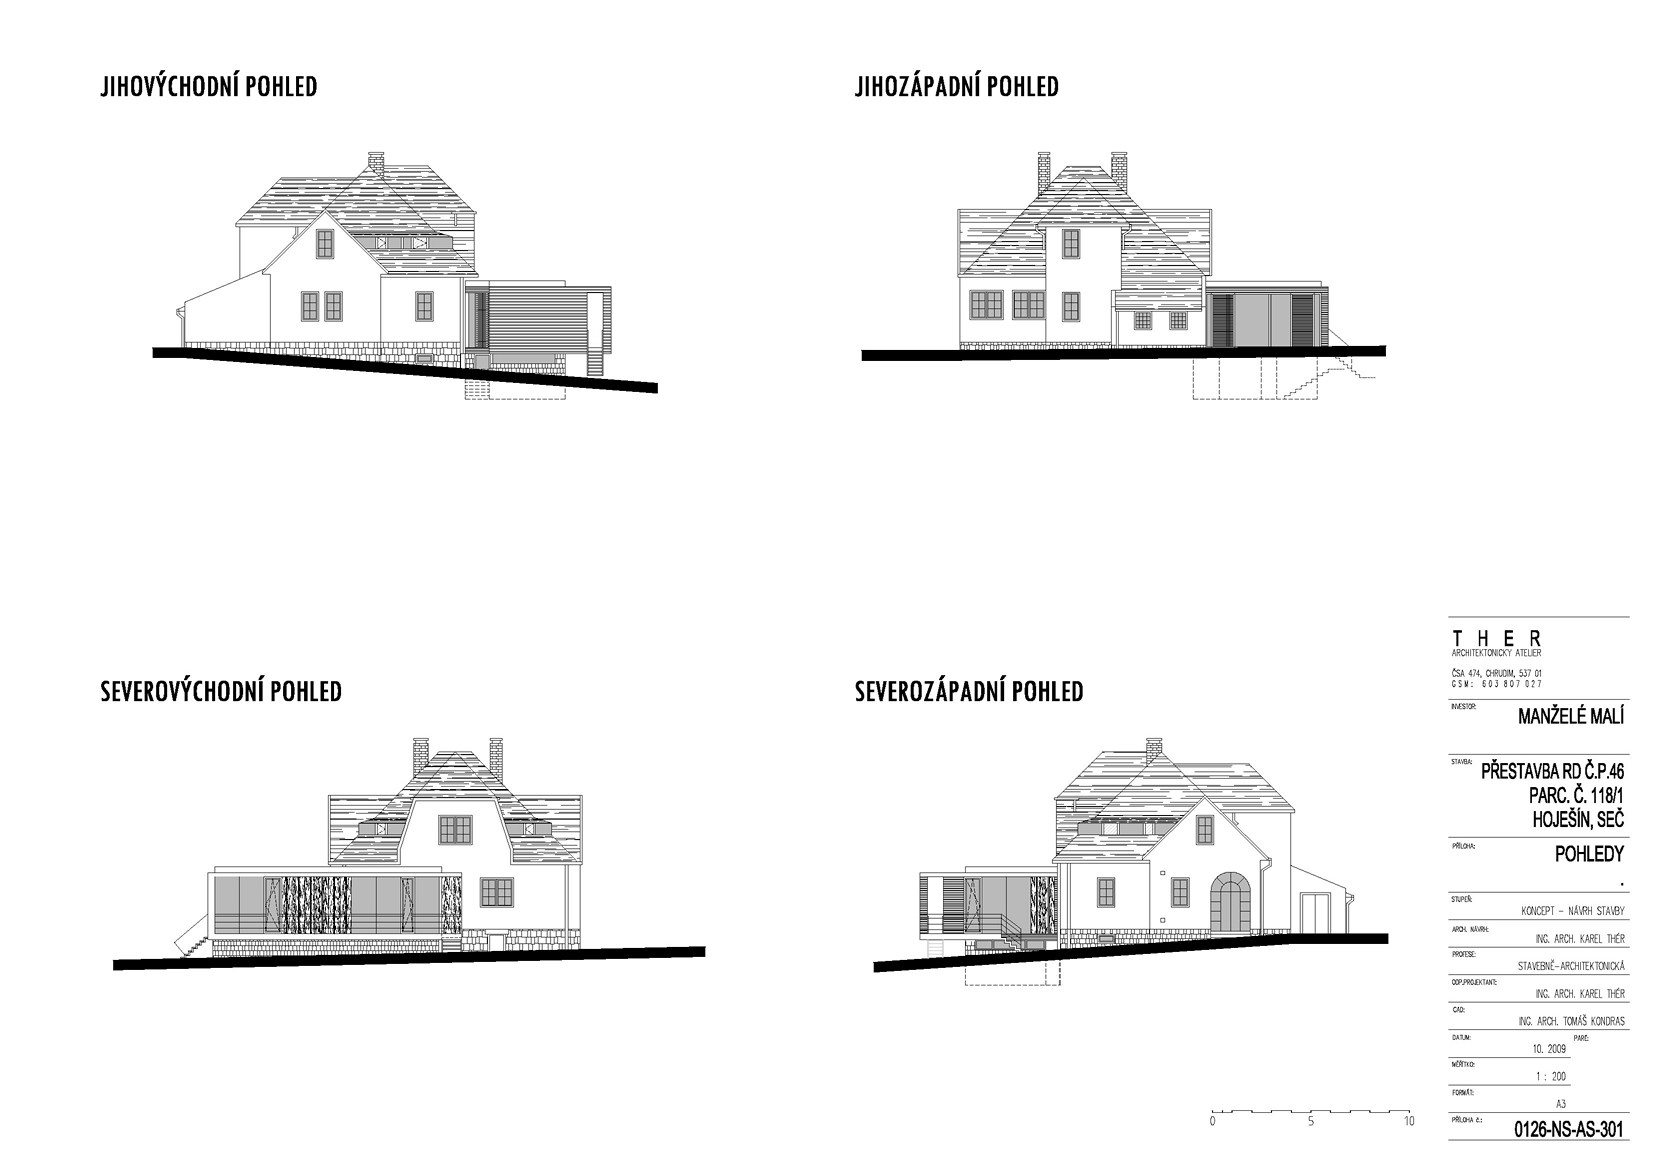 JIHOVÝCHODNÍ POHLED
JIHOZÁPADNÍ POHLED
SEVEROVÝCHODNÍ POHLED
SEVEROZÁPADNÍ POHLED
0 5 10
THER
ARCHITEKTONICKÝ ATELIER
ČSA 474, CHRUDIM, 537 01
GSM: 603 807 027
INVESTOR:
MANŽELÉ MALÍ
STAVBA:
PŘESTAVBA RD Č.P.46
PARC. Č. 118/1
HOJEŠÍN, SEČ
PŘÍLOHA:
POHLEDY
.
STUPEŇ:
KONCEPT – NÁVRH STAVBY
ARCH. NÁVRH:
ING. ARCH. KAREL THÉR
PROFESE:
STAVEBNĚ–ARCHITEKTONICKÁ
ODP.PROJEKTANT:
ING. ARCH. KAREL THÉR
CAD:
ING. ARCH. TOMÁŠ KONDRAS
DATUM:
10. 2009
PARÉ:
MĚŘÍTKO:
1 : 200
FORMÁT:
A3
PŘÍLOHA č.:
0126-NS-AS-301